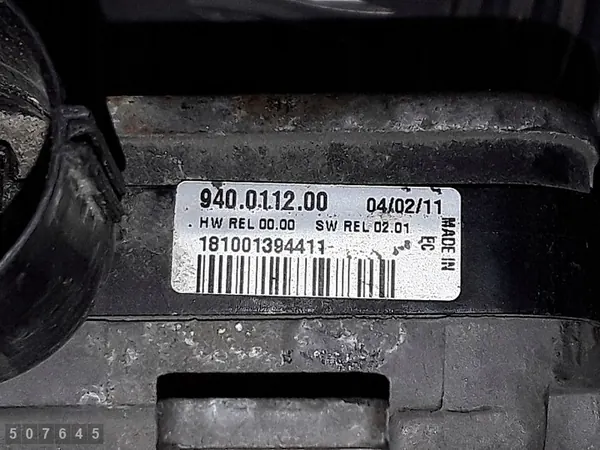 940.0112.00 04/02/11
HW REL 00.00 SW REL 02.01
181001394411
MADE IN
EC
507645